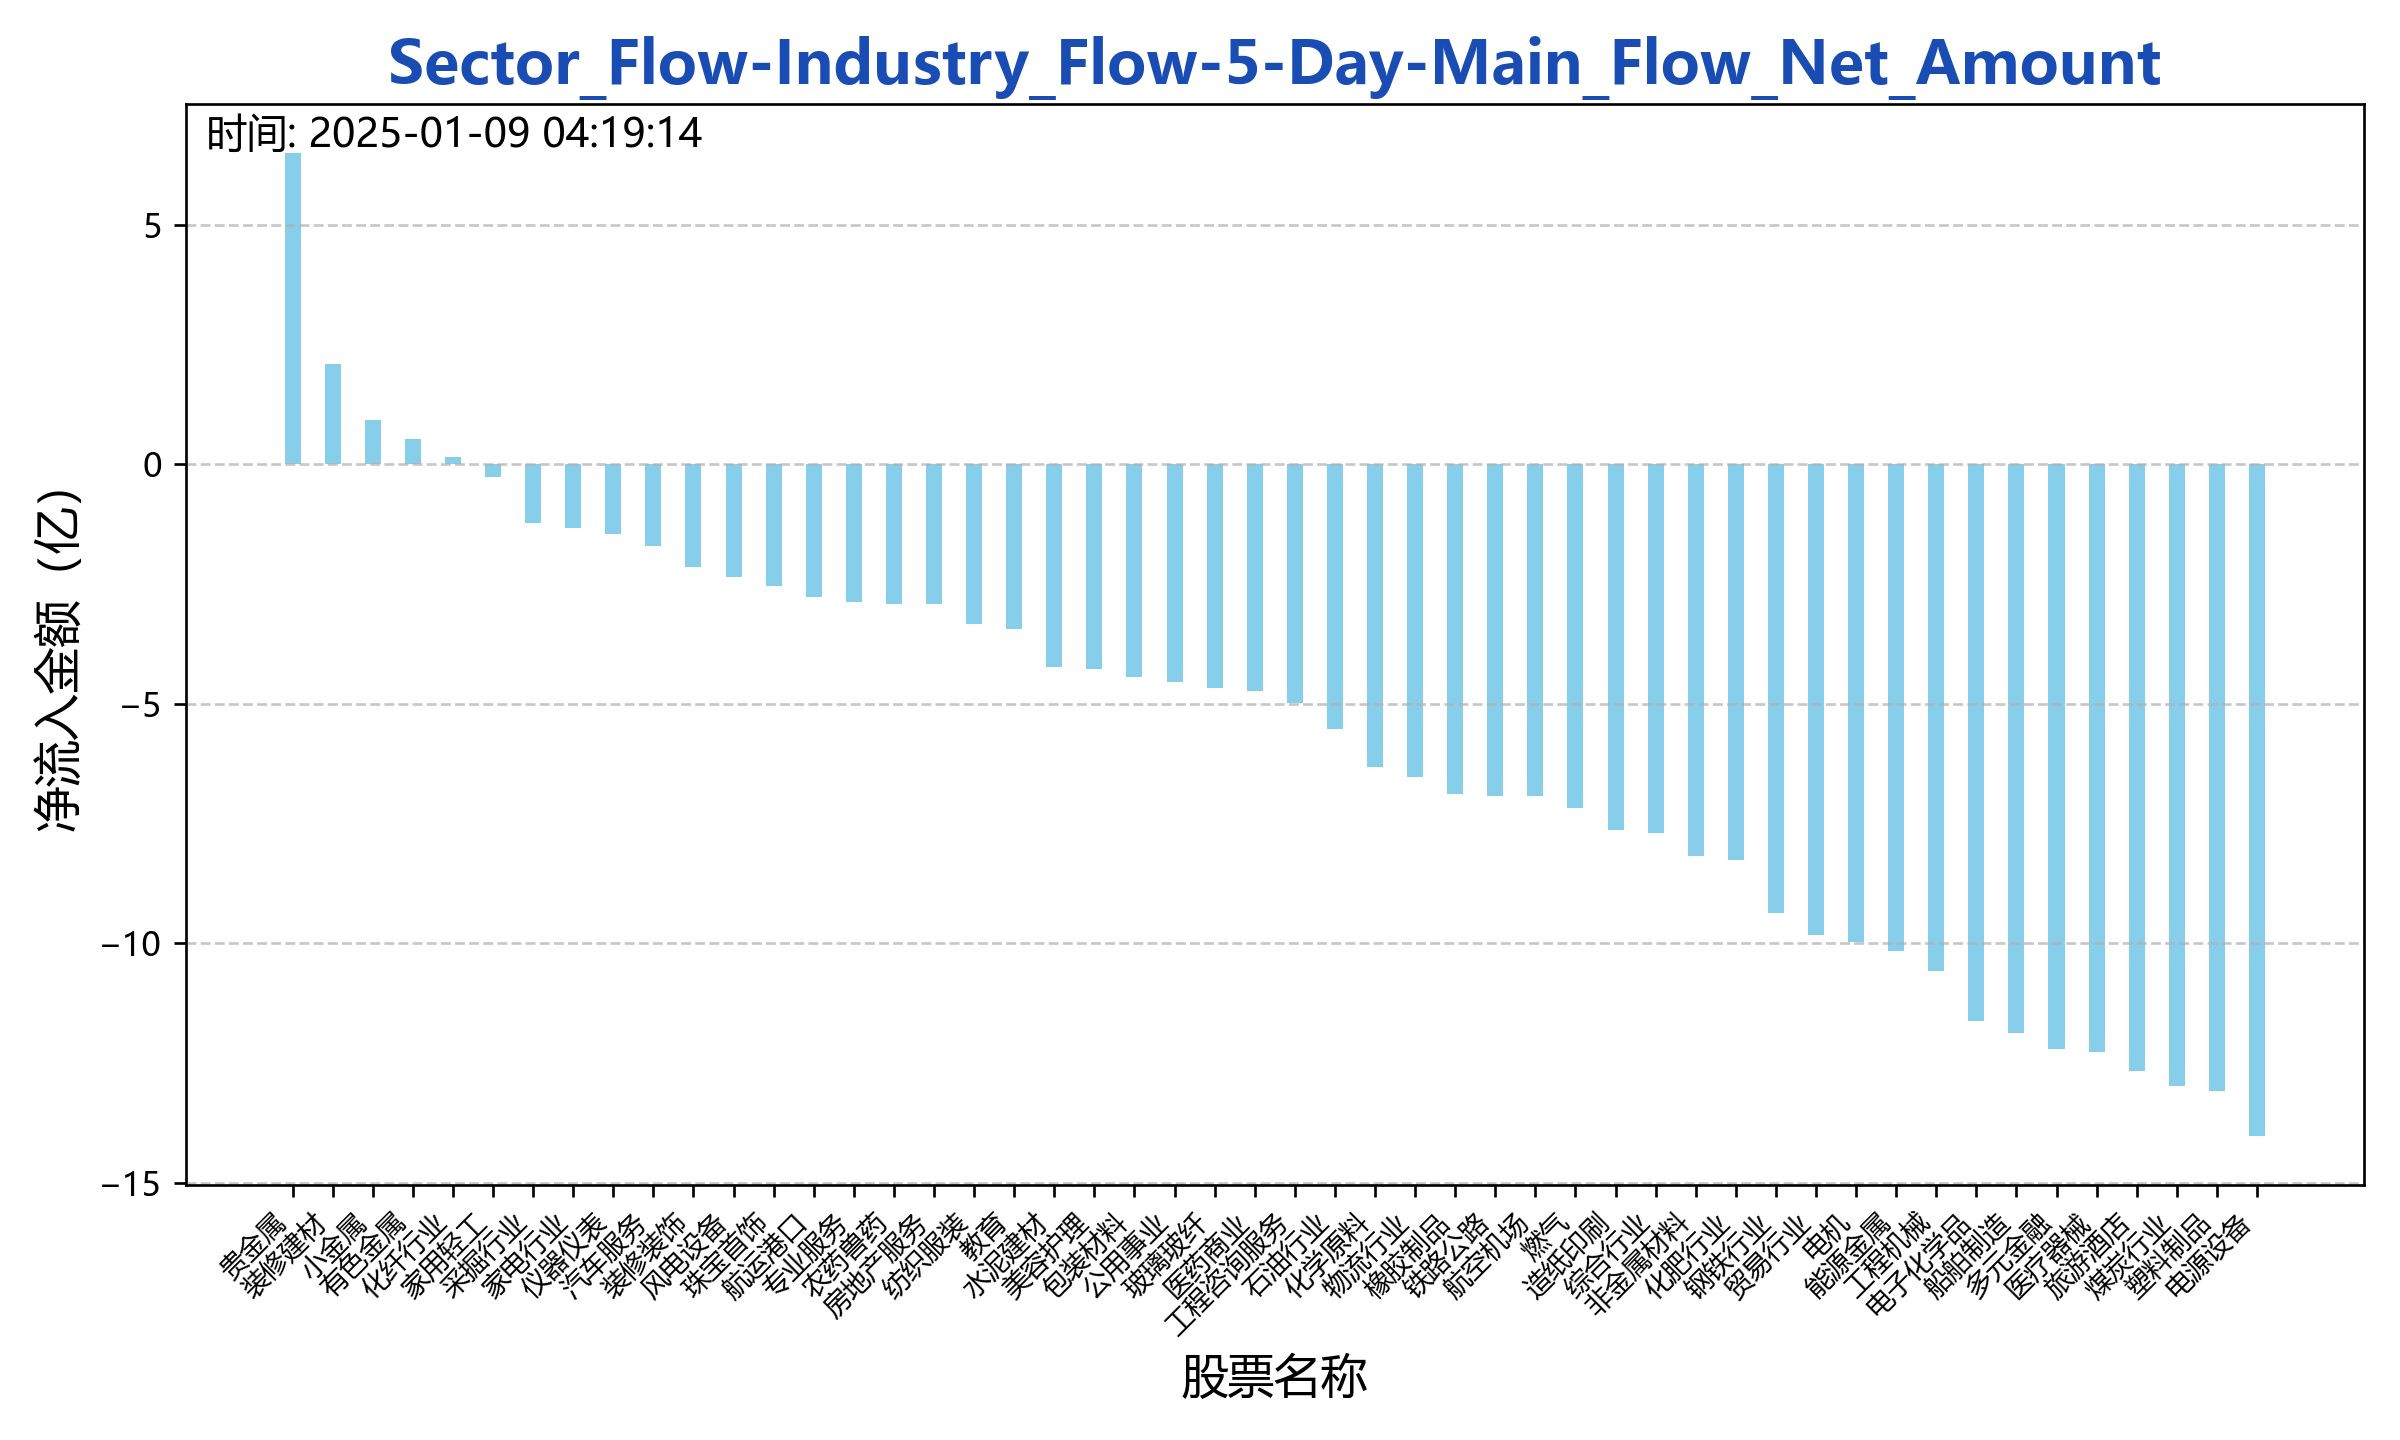 Sector_Flow-Industry_Flow-5-Day-Main_Flow_Net_Amount
时间: 2025-01-09 04:19:14
净流入金额 (亿)
5
0
−5
−10
−15
贵金属
装修建材
小金属
有色金属
化纤行业
家用轻工
采掘行业
家电行业
仪器仪表
汽车服务
装修装饰
风电设备
珠宝首饰
航运港口
专业服务
农药兽药
房地产服务
纺织服装
教育
水泥建材
美容护理
包装材料
公用事业
玻璃玻纤
医药商业
工程咨询服务
石油行业
化学原料
物流行业
橡胶制品
铁路公路
航空机场
燃气
造纸印刷
综合行业
非金属材料
化肥行业
钢铁行业
贸易行业
电机
能源金属
工程机械
电子化学品
船舶制造
多元金融
医疗器械
旅游酒店
煤炭行业
塑料制品
电源设备
股票名称